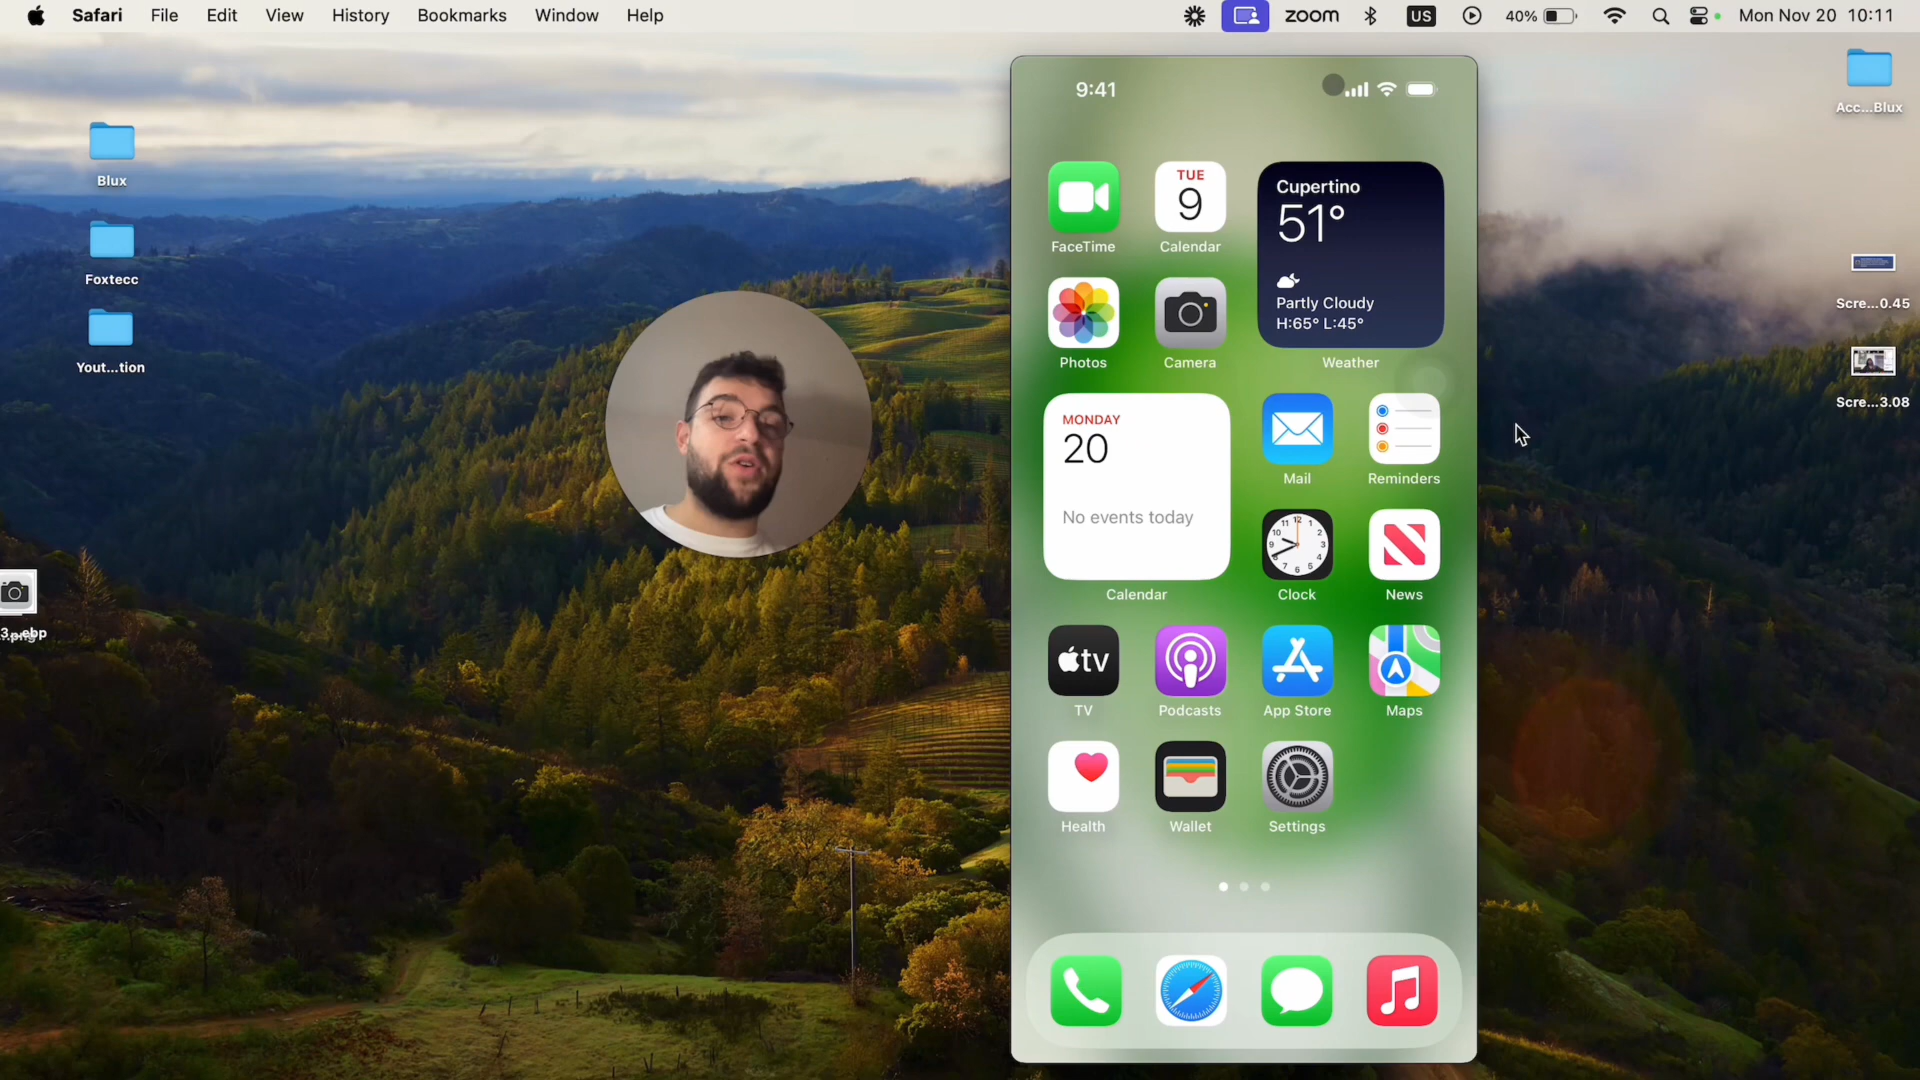 Safari File Edit View History Bookmarks Window Help
zoom US 40% Mon Nov 20 10:11
Blux
Foxtecc
Yout...tion
Acc...Blux
Scre...0.45
Scre...3.08
9:41
FaceTime
TUE
9
Calendar
Cupertino
51°
Partly Cloudy
H:65° L:45°
Weather
Photos
Camera
MONDAY
20
No events today
Calendar
Mail
Reminders
Clock
News
tv
TV
Podcasts
App Store
Maps
Health
Wallet
Settings